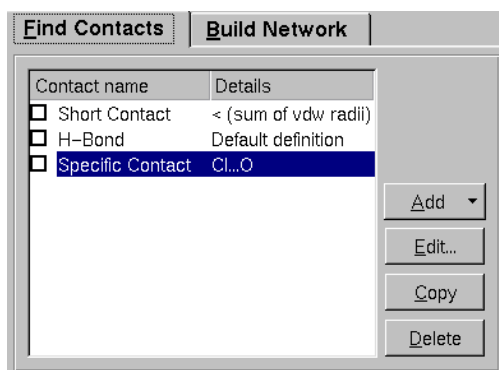 Find Contacts Build Network
Contact name Details
Short Contact < (sum of vdw radii)
H-Bond Default definition
Specific Contact Cl...O
Add
Edit...
Copy
Delete